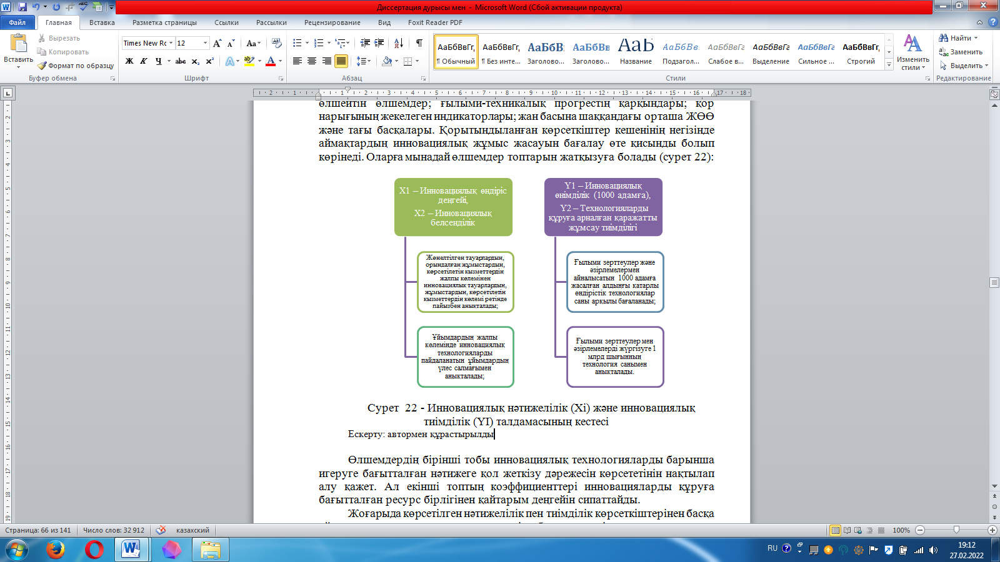 Диссертация дурысы мен - Microsoft Word (Сбой активации продукта)
Файл Главная Вставка Разметка страницы Ссылки Рассылки Рецензирование Вид Foxit Reader PDF
Вставить
Вырезать
Копировать
Формат по образцу
Буфер обмена
Times New Rc 12
Ж К Ч
Шрифт
Абзац
АаБбВвГг, АаБбВвГг, АаБбВ АаБбВв АаБ АаБбВв. АаБбВвГг АаБбВвГг АаБбВвГг АаБбВвГг,
¶ Обычный ¶ Без инте... Заголово... Заголово... Название Подзагол... Слабое в... Выделение Сильное ... Строгий
Стили
Изменить
стили
Найти
Заменить
Выделить
Редактирование
өлшейтін өлшемдер; ғылыми-техникалық прогрестің қарқындары; қор
нарығының жекелеген индикаторлары; жан басына шаққандағы орташа ЖӨӨ
және тағы басқалары. Қорытындыланған көрсеткіштер кешенінің негізінде
аймақтардың инновациялық жұмыс жасауын бағалау өте қисынды болып
көрінеді. Оларға мынадай өлшемдер топтарын жатқызуға болады (сурет 22):
X1 – Инновациялық өндіріс
деңгейі,
X2 – Инновациялық
белсенділік
Жөнелтілген тауарлардың,
орындалған жұмыстардың,
көрсетілетін қызметтердің
жалпы көлемінен
инновациялық тауарлардың,
жұмыстардың, көрсетілетін
қызметтердің көлемі ретінде
пайызбен анықталады;
Ұйымдардың жалпы
көлемінде инновациялық
технологияларды
пайдаланатын ұйымдардың
үлес салмағымен
анықталады;
Y1 – Инновациялық
өнімділік (1000 адамға),
Y2 – Технологияларды
құруға арналған қаражатты
жұмсау тиімділігі
Ғылыми зерттеулер және
әзірлемелермен
айналысатын 1000 адамға
жасалған алдыңғы қатарлы
өндірістік технологиялар
саны арқылы бағаланады;
Ғылыми зерттеулер мен
әзірлемелерді жүргізуге 1
млрд шығынның
технология санымен
анықталады.
Сурет 22 - Инновациялық нәтижелілік (Xi) және инновациялық
тиімділік (YI) талдамасының кестесі
Ескерту: автормен құрастырылды
Өлшемдердің бірінші тобы инновациялық технологияларды барынша
игеруге бағытталған нәтижеге қол жеткізу дәрежесін көрсететінін нақтылап
алу қажет. Ал екінші топтың коэффициенттері инновацияларды құруға
бағытталған ресурс бірлігінен қайтарым деңгейін сипаттайды.
Жоғарыда көрсетілген нәтижелілік пен тиімділік көрсеткіштерінен басқа
Страница: 66 из 141 Число слов: 32 912 казахский 100%
RU 19:12
27.02.2022